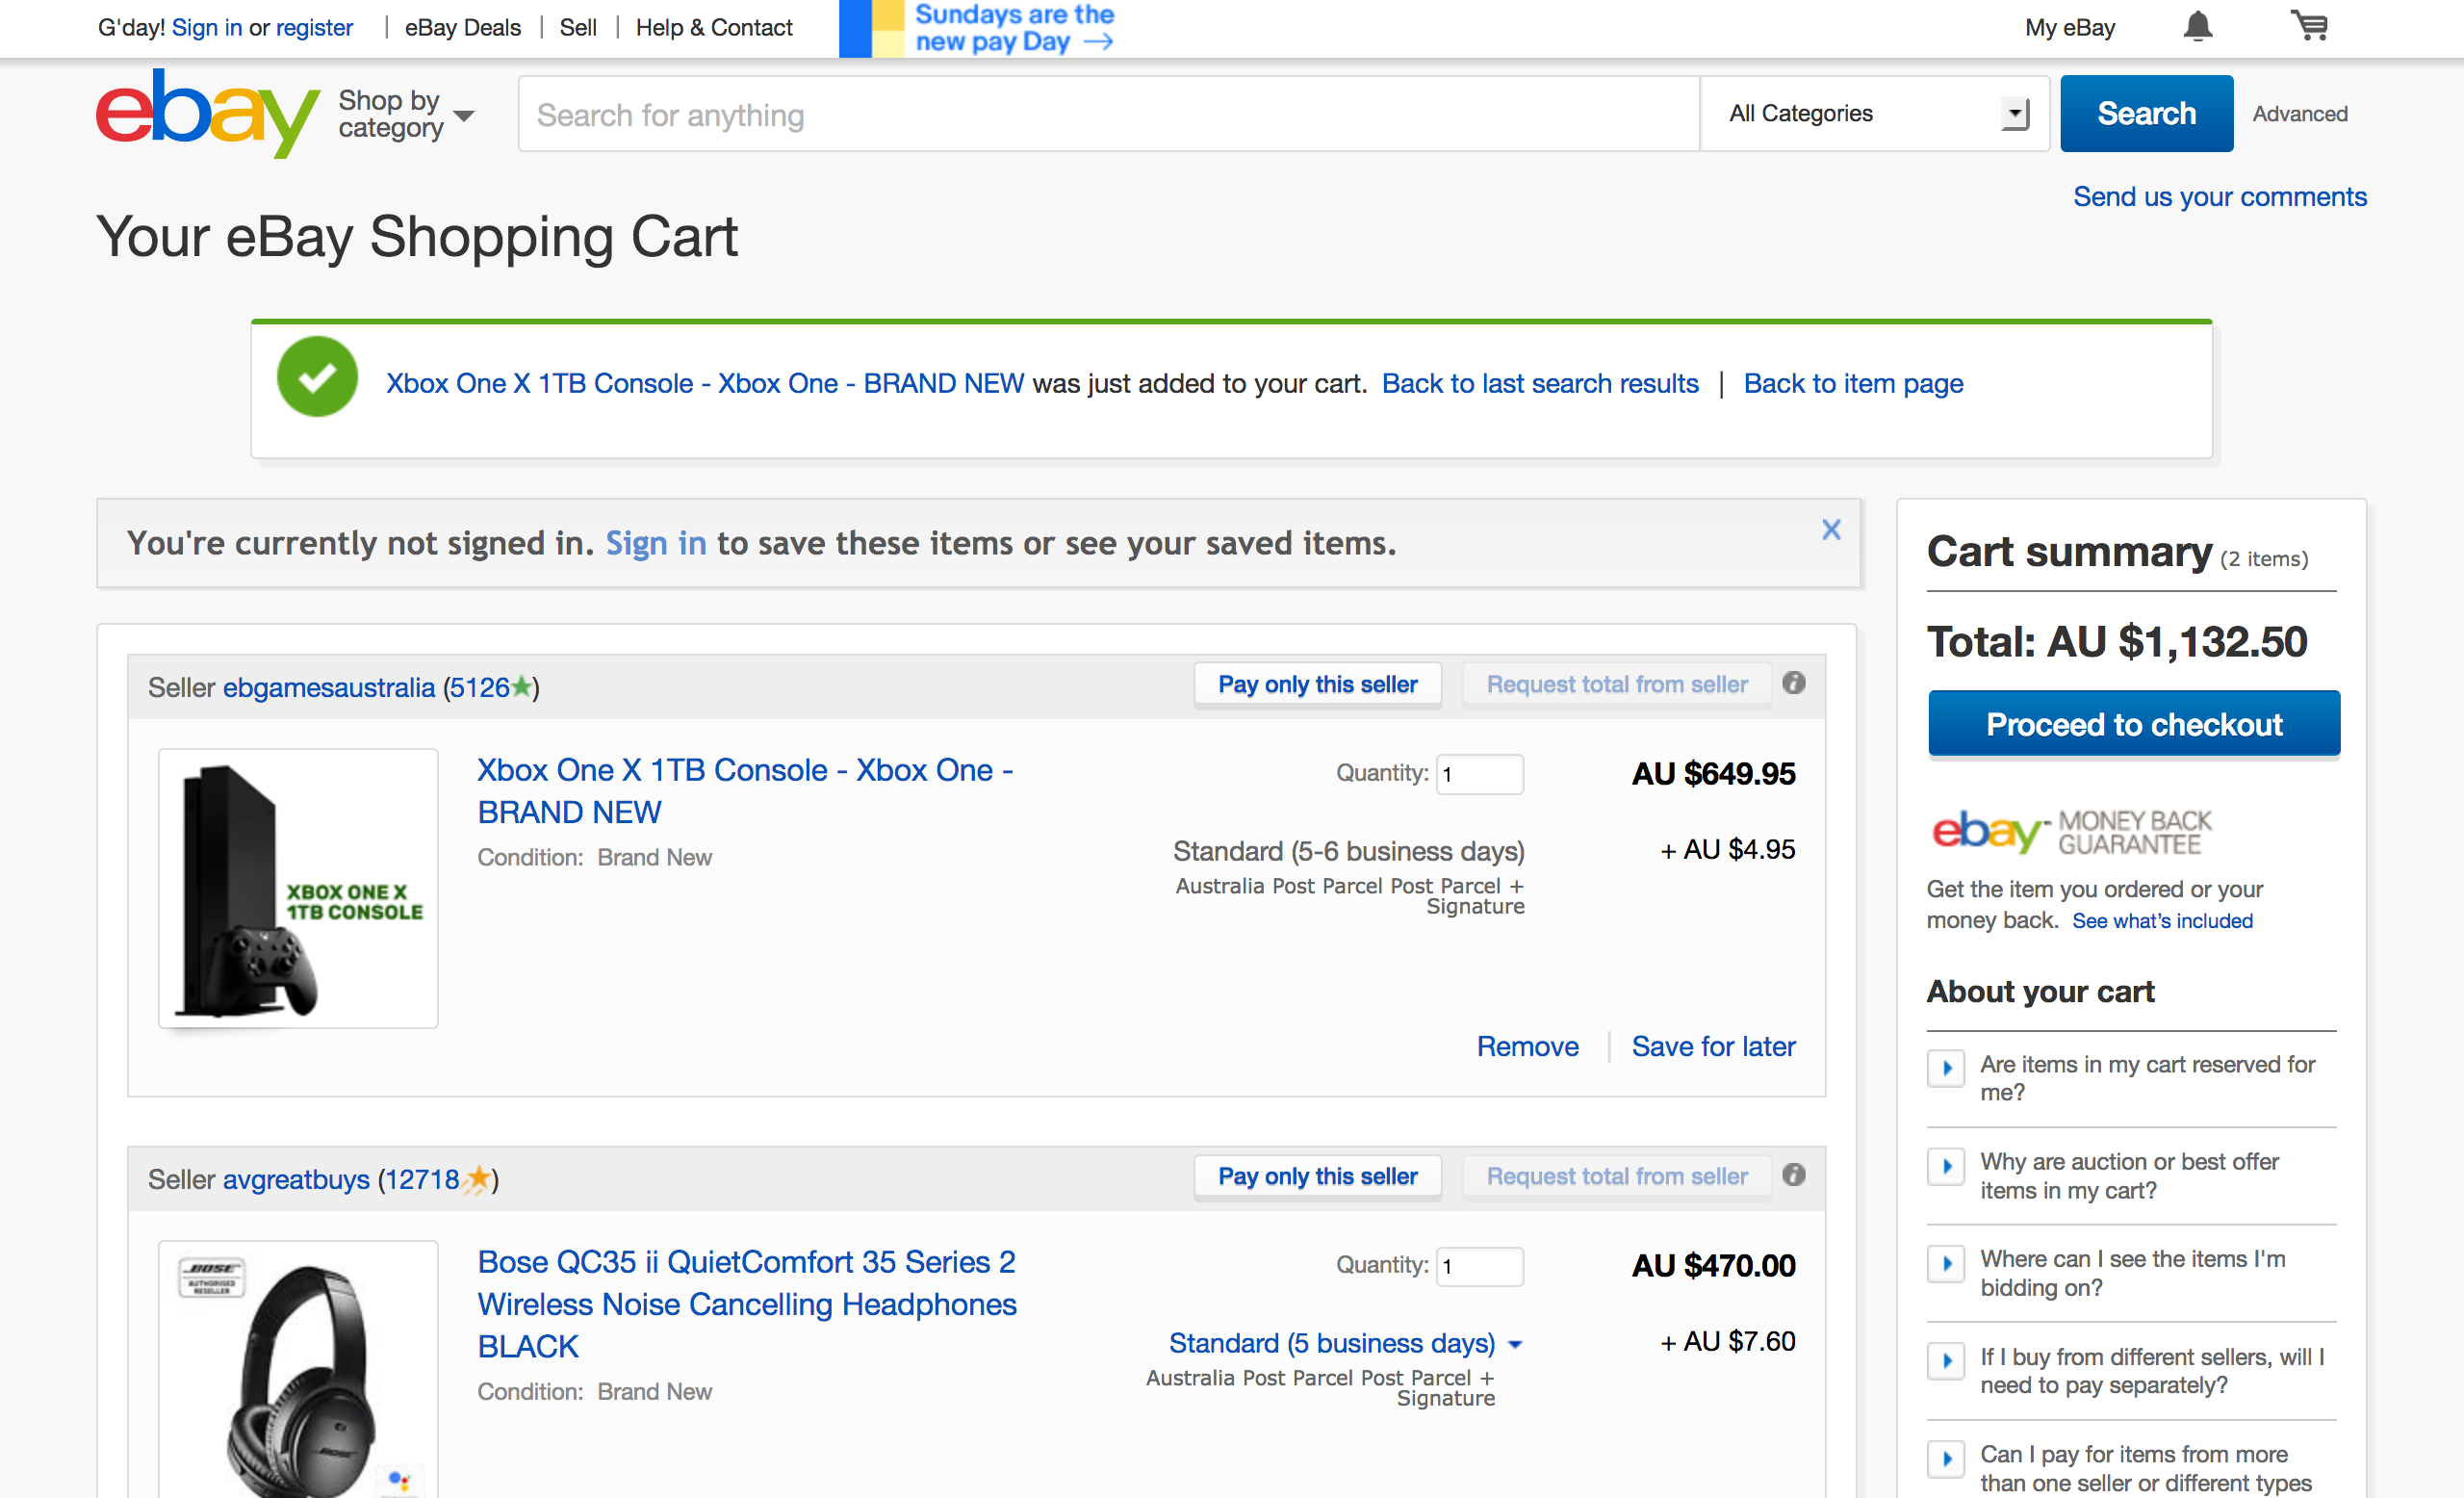 G'day! Sign in or register | eBay Deals | Sell | Help & Contact
Sundays are the
new pay Day →
My eBay
ebay
Shop by
category
Search for anything
All Categories
Search
Advanced
Send us your comments
Your eBay Shopping Cart
Xbox One X 1TB Console - Xbox One - BRAND NEW was just added to your cart. Back to last search results | Back to item page
You're currently not signed in. Sign in to save these items or see your saved items.
X
Seller ebgamesaustralia (5126)
Pay only this seller
Request total from seller
XBOX ONE X
1TB CONSOLE
Xbox One X 1TB Console - Xbox One -
BRAND NEW
Condition: Brand New
Quantity: 1
AU $649.95
Standard (5-6 business days)
+ AU $4.95
Australia Post Parcel Post Parcel +
Signature
Remove | Save for later
Seller avgreatbuys (12718)
Pay only this seller
Request total from seller
BOSE
AUTHORISED
RESELLER
BOSE
Bose QC35 ii QuietComfort 35 Series 2
Wireless Noise Cancelling Headphones
BLACK
Condition: Brand New
Quantity: 1
AU $470.00
Standard (5 business days)
+ AU $7.60
Australia Post Parcel Post Parcel +
Signature
Cart summary (2 items)
Total: AU $1,132.50
Proceed to checkout
ebay™ MONEY BACK
GUARANTEE
Get the item you ordered or your
money back. See what's included
About your cart
Are items in my cart reserved for
me?
Why are auction or best offer
items in my cart?
Where can I see the items I'm
bidding on?
If I buy from different sellers, will I
need to pay separately?
Can I pay for items from more
than one seller or different types